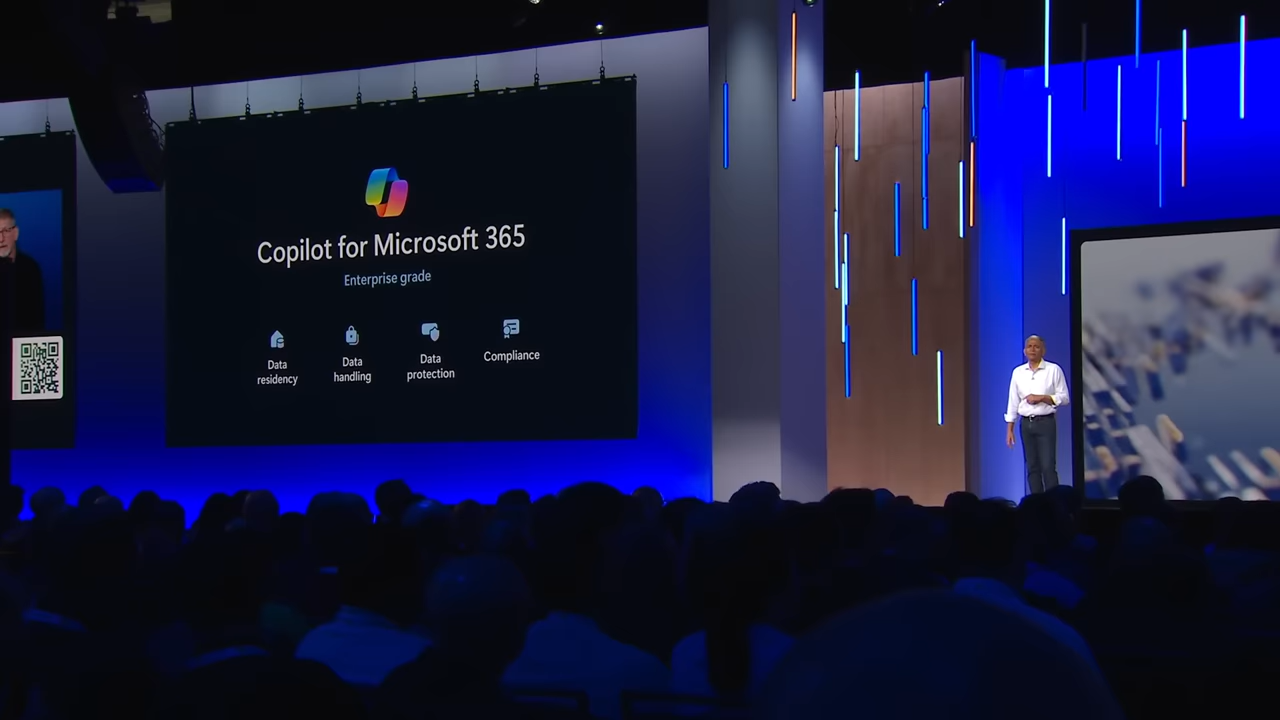 Copilot for Microsoft 365
Enterprise grade
Data
residency
Data
handling
Data
protection
Compliance